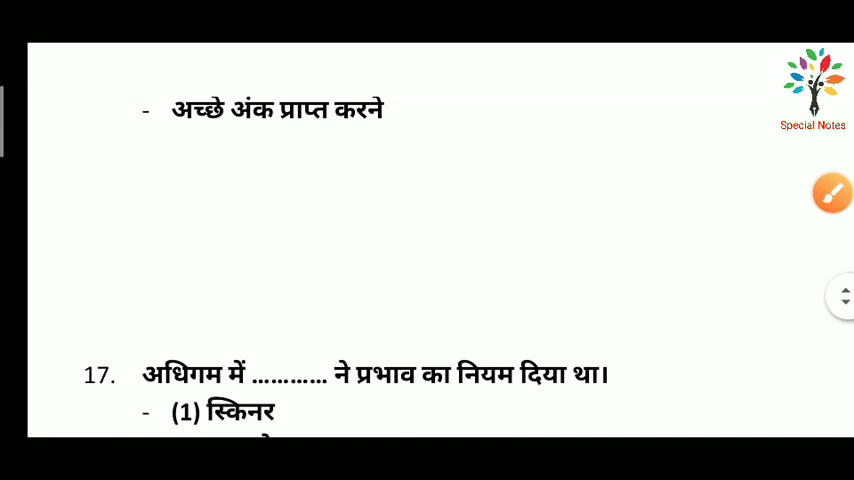 Special Notes
- अच्छे अंक प्राप्त करने
17. अधिगम में ………… ने प्रभाव का नियम दिया था।
- (1) स्किनर